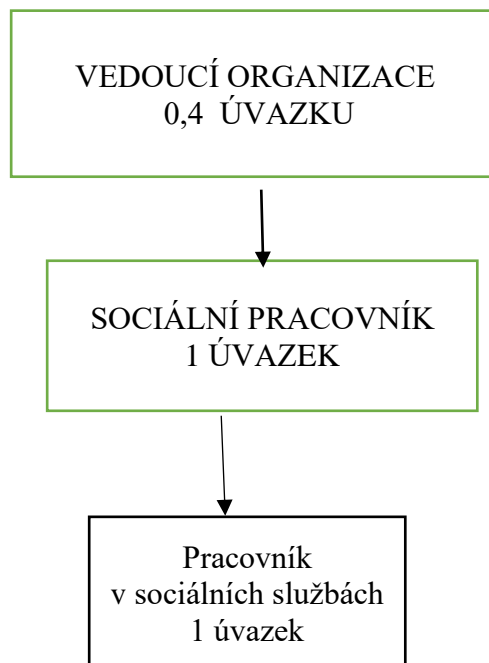 VEDOUCÍ ORGANIZACE
0,4 ÚVAZKU
SOCIÁLNÍ PRACOVNÍK
1 ÚVAZEK
Pracovník
v sociálních službách
1 úvazek